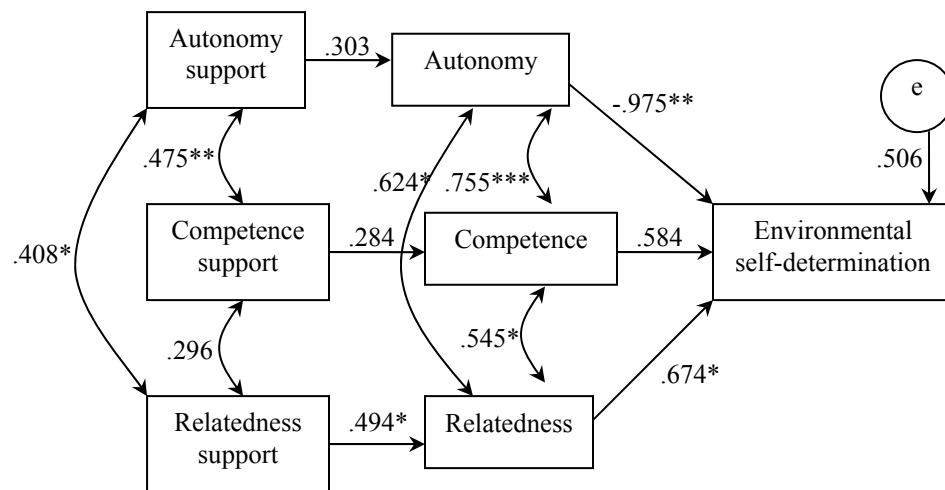 Autonomy
support
.303
Autonomy
e
-.975**
.506
.475**
.624*
.755***
Competence
support
.284
Competence
.584
Environmental
self-determination
.408*
.296
.545*
.674*
Relatedness
support
.494*
Relatedness